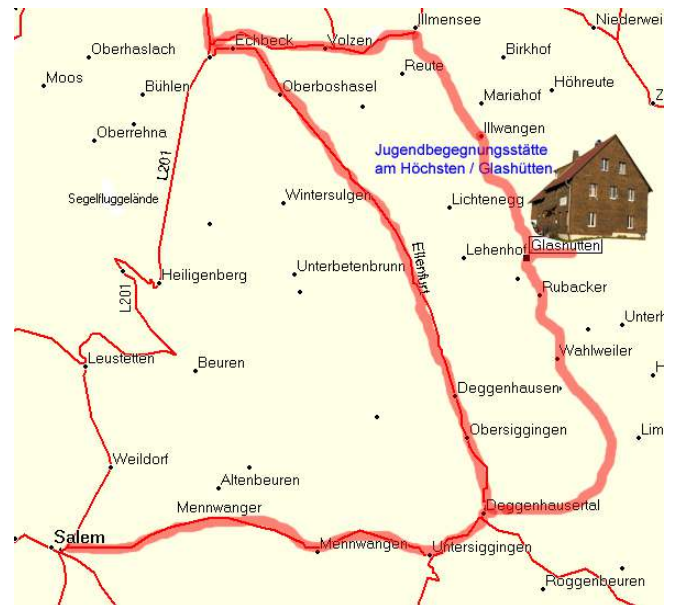 Illmensee
Niederwei
Echbeck
Volzen
Oberhaslach
Birkhof
Moos
Reute
Bühlen
Oberboshasel
Höhreute
Mariahof
Z
Oberrehna
Illwangen
Jugendbegegnungsstätte
am Höchsten / Glashütten
L201
Segelfluggelände
Wintersulgen
Lichtenegg
Glashütten
Ellenfurt
Lehenhof
Heiligenberg
Unterbetenbrunn
Rubacker
L201
Unterh
Wahlweiler
Leustetten
Beuren
H
Deggenhausen
Obersiggingen
Lim
Weildorf
Altenbeuren
Mennwanger
Deggenhausertal
Salem
Mennwangen
Untersiggingen
Roggenbeuren